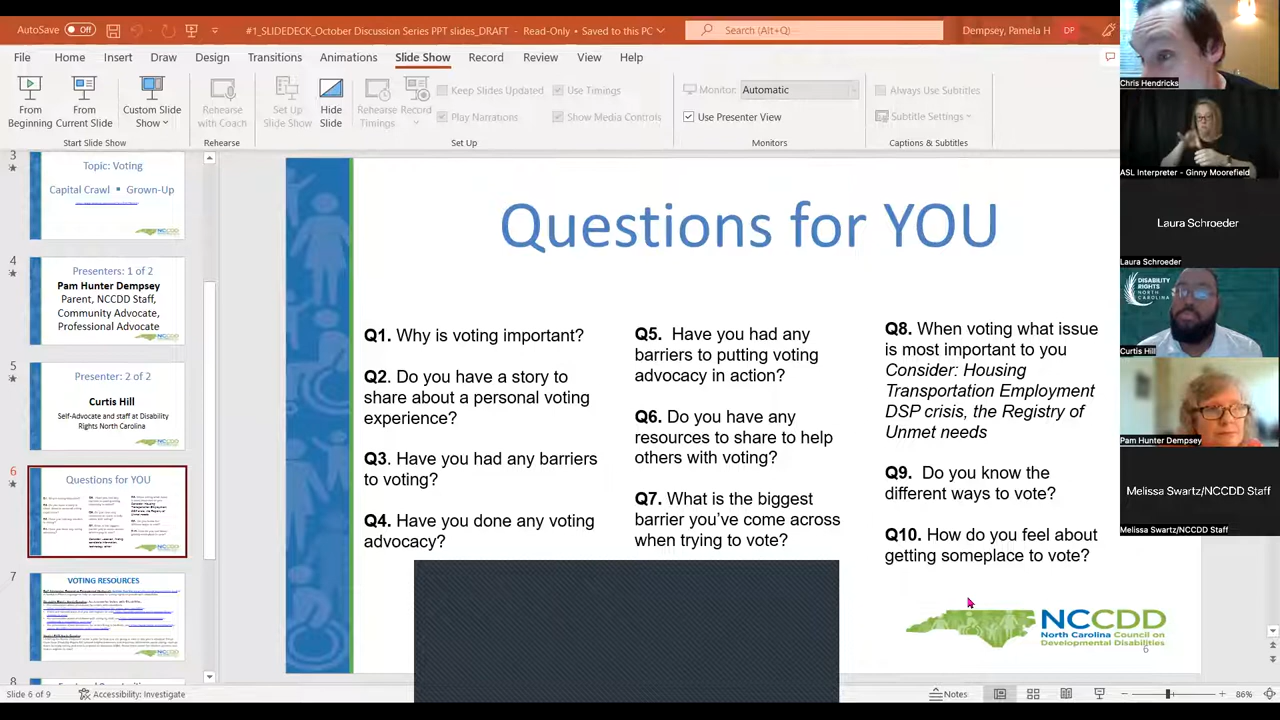 AutoSave Off
#1_SLIDEDECK_October Discussion Series PPT slides_DRAFT - Read-Only • Saved to this PC
Search (Alt+Q)
Dempsey, Pamela H DP
File Home Insert Draw Design Transitions Animations Slide Show Record Review View Help
From Beginning
From Current Slide
Custom Slide Show
Rehearse with Coach
Set Up Slide Show
Hide Slide
Rehearse Timings
Record
Slides Updated
Play Narrations
Use Timings
Show Media Controls
Monitor: Automatic
Use Presenter View
Always Use Subtitles
Subtitle Settings
Start Slide Show
Rehearse
Set Up
Monitors
Captions & Subtitles
3
Topic: Voting
Capital Crawl ▪ Grown-Up
4
Presenters: 1 of 2
Pam Hunter Dempsey
Parent, NCCDD Staff,
Community Advocate,
Professional Advocate
5
Presenter: 2 of 2
Curtis Hill
Self-Advocate and staff at Disability
Rights North Carolina
6
Questions for YOU
7
VOTING RESOURCES
8
Questions for YOU
Q1. Why is voting important?
Q2. Do you have a story to
share about a personal voting
experience?
Q3. Have you had any barriers
to voting?
Q4. Have you done any voting
advocacy?
Q5. Have you had any
barriers to putting voting
advocacy in action?
Q6. Do you have any
resources to share to help
others with voting?
Q7. What is the biggest
barrier you've come across
when trying to vote?
Q8. When voting what issue
is most important to you
Consider: Housing
Transportation Employment
DSP crisis, the Registry of
Unmet needs
Q9. Do you know the
different ways to vote?
Q10. How do you feel about
getting someplace to vote?
NCCDD
North Carolina Council on
Developmental Disabilities
6
Chris Hendricks
ASL Interpreter - Ginny Moorefield
Laura Schroeder
Laura Schroeder
DISABILITY
RIGHTS
NORTH
CAROLINA
Curtis Hill
Pam Hunter Dempsey
Melissa Swartz/NCCDD Staff
Melissa Swartz/NCCDD Staff
Slide 6 of 9
Accessibility: Investigate
Notes
86%